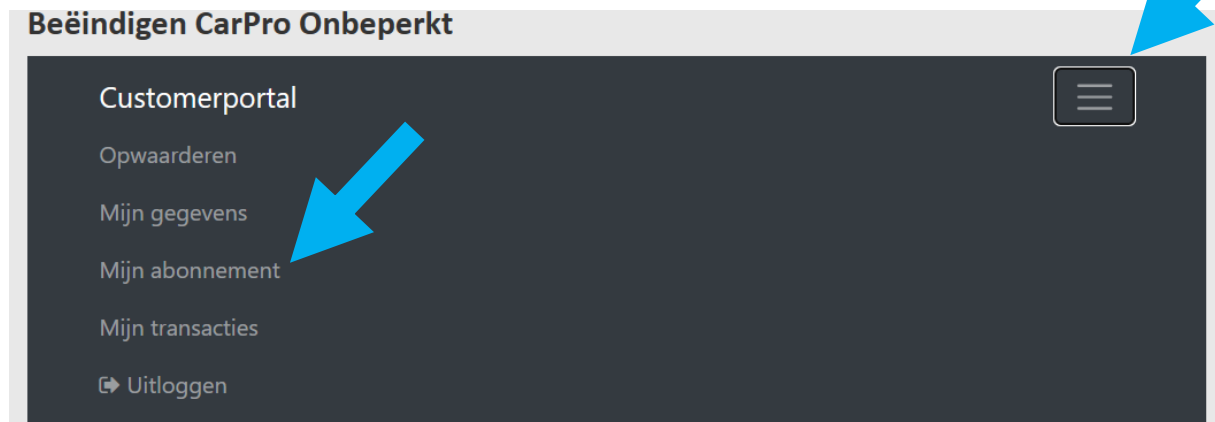 Beëindigen CarPro Onbeperkt
Customerportal
Opwaarderen
Mijn gegevens
Mijn abonnement
Mijn transacties
Uitloggen